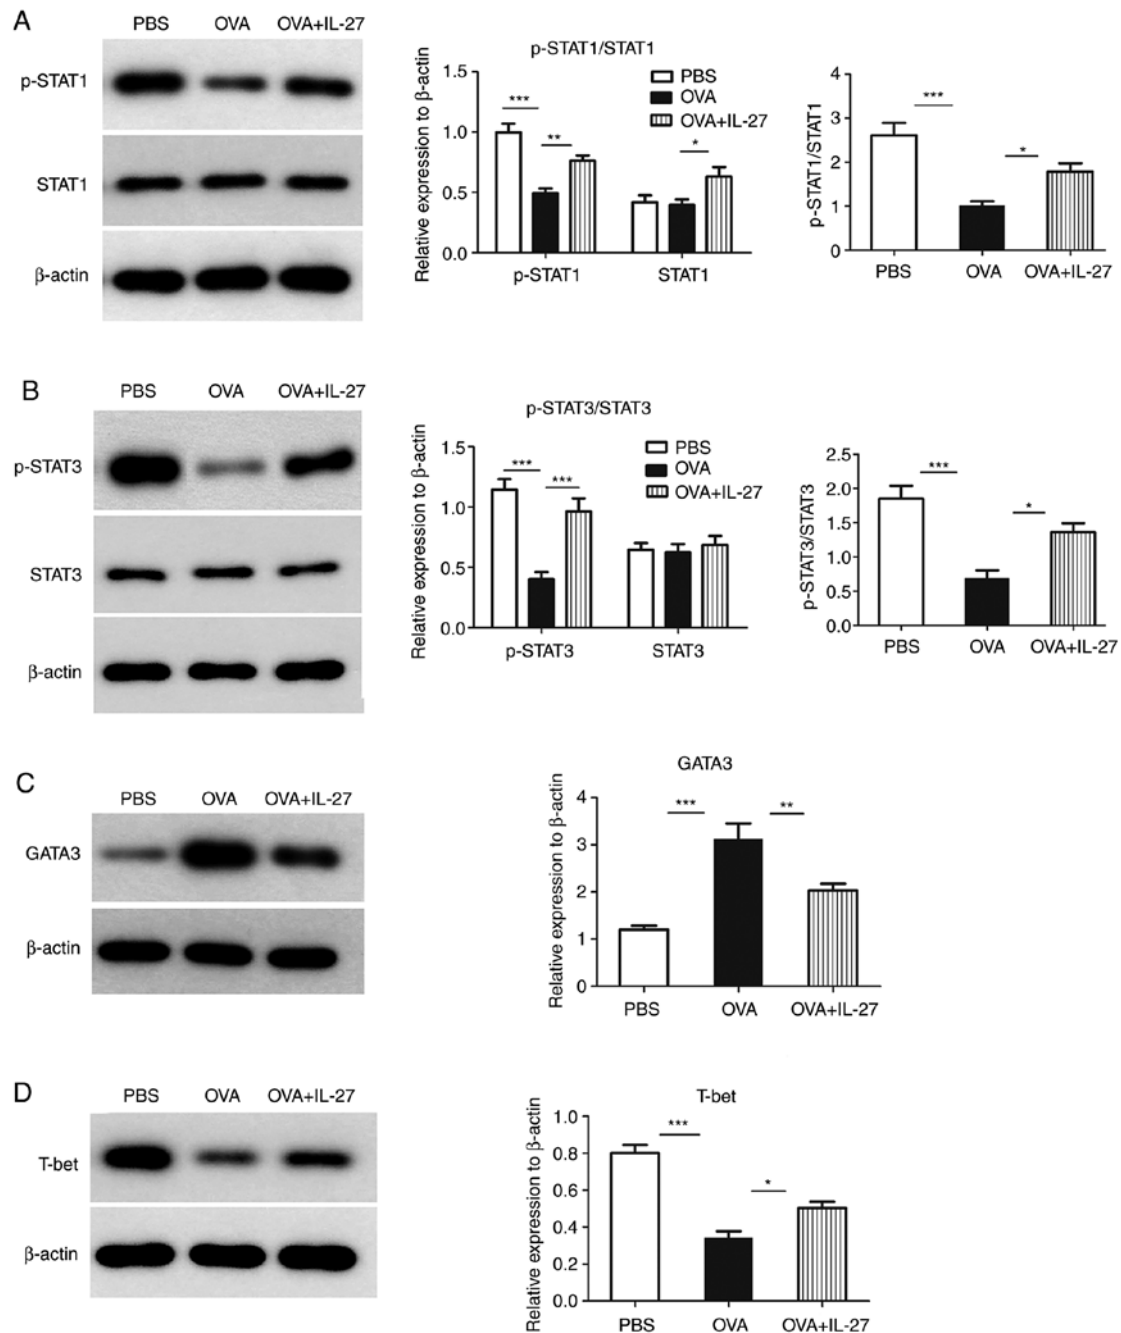 A
PBS OVA OVA+IL-27
p-STAT1
STAT1
β-actin
p-STAT1/STAT1
Relative expression to β-actin
1.5
1.0
0.5
0.0
PBS
OVA
OVA+IL-27
***
**
*
p-STAT1 STAT1
p-STAT1/STAT1
4
3
2
1
0
***
*
PBS OVA OVA+IL-27
B
PBS OVA OVA+IL-27
p-STAT3
STAT3
β-actin
p-STAT3/STAT3
Relative expression to β-actin
1.5
1.0
0.5
0.0
PBS
OVA
OVA+IL-27
***
***
p-STAT3 STAT3
p-STAT3/STAT3
2.5
2.0
1.5
1.0
0.5
0.0
***
*
PBS OVA OVA+IL-27
C
PBS OVA OVA+IL-27
GATA3
β-actin
GATA3
Relative expression to β-actin
4
3
2
1
0
*** **
PBS OVA OVA+IL-27
D
PBS OVA OVA+IL-27
T-bet
β-actin
T-bet
Relative expression to β-actin
1.0
0.8
0.6
0.4
0.2
0.0
***
*
PBS OVA OVA+IL-27